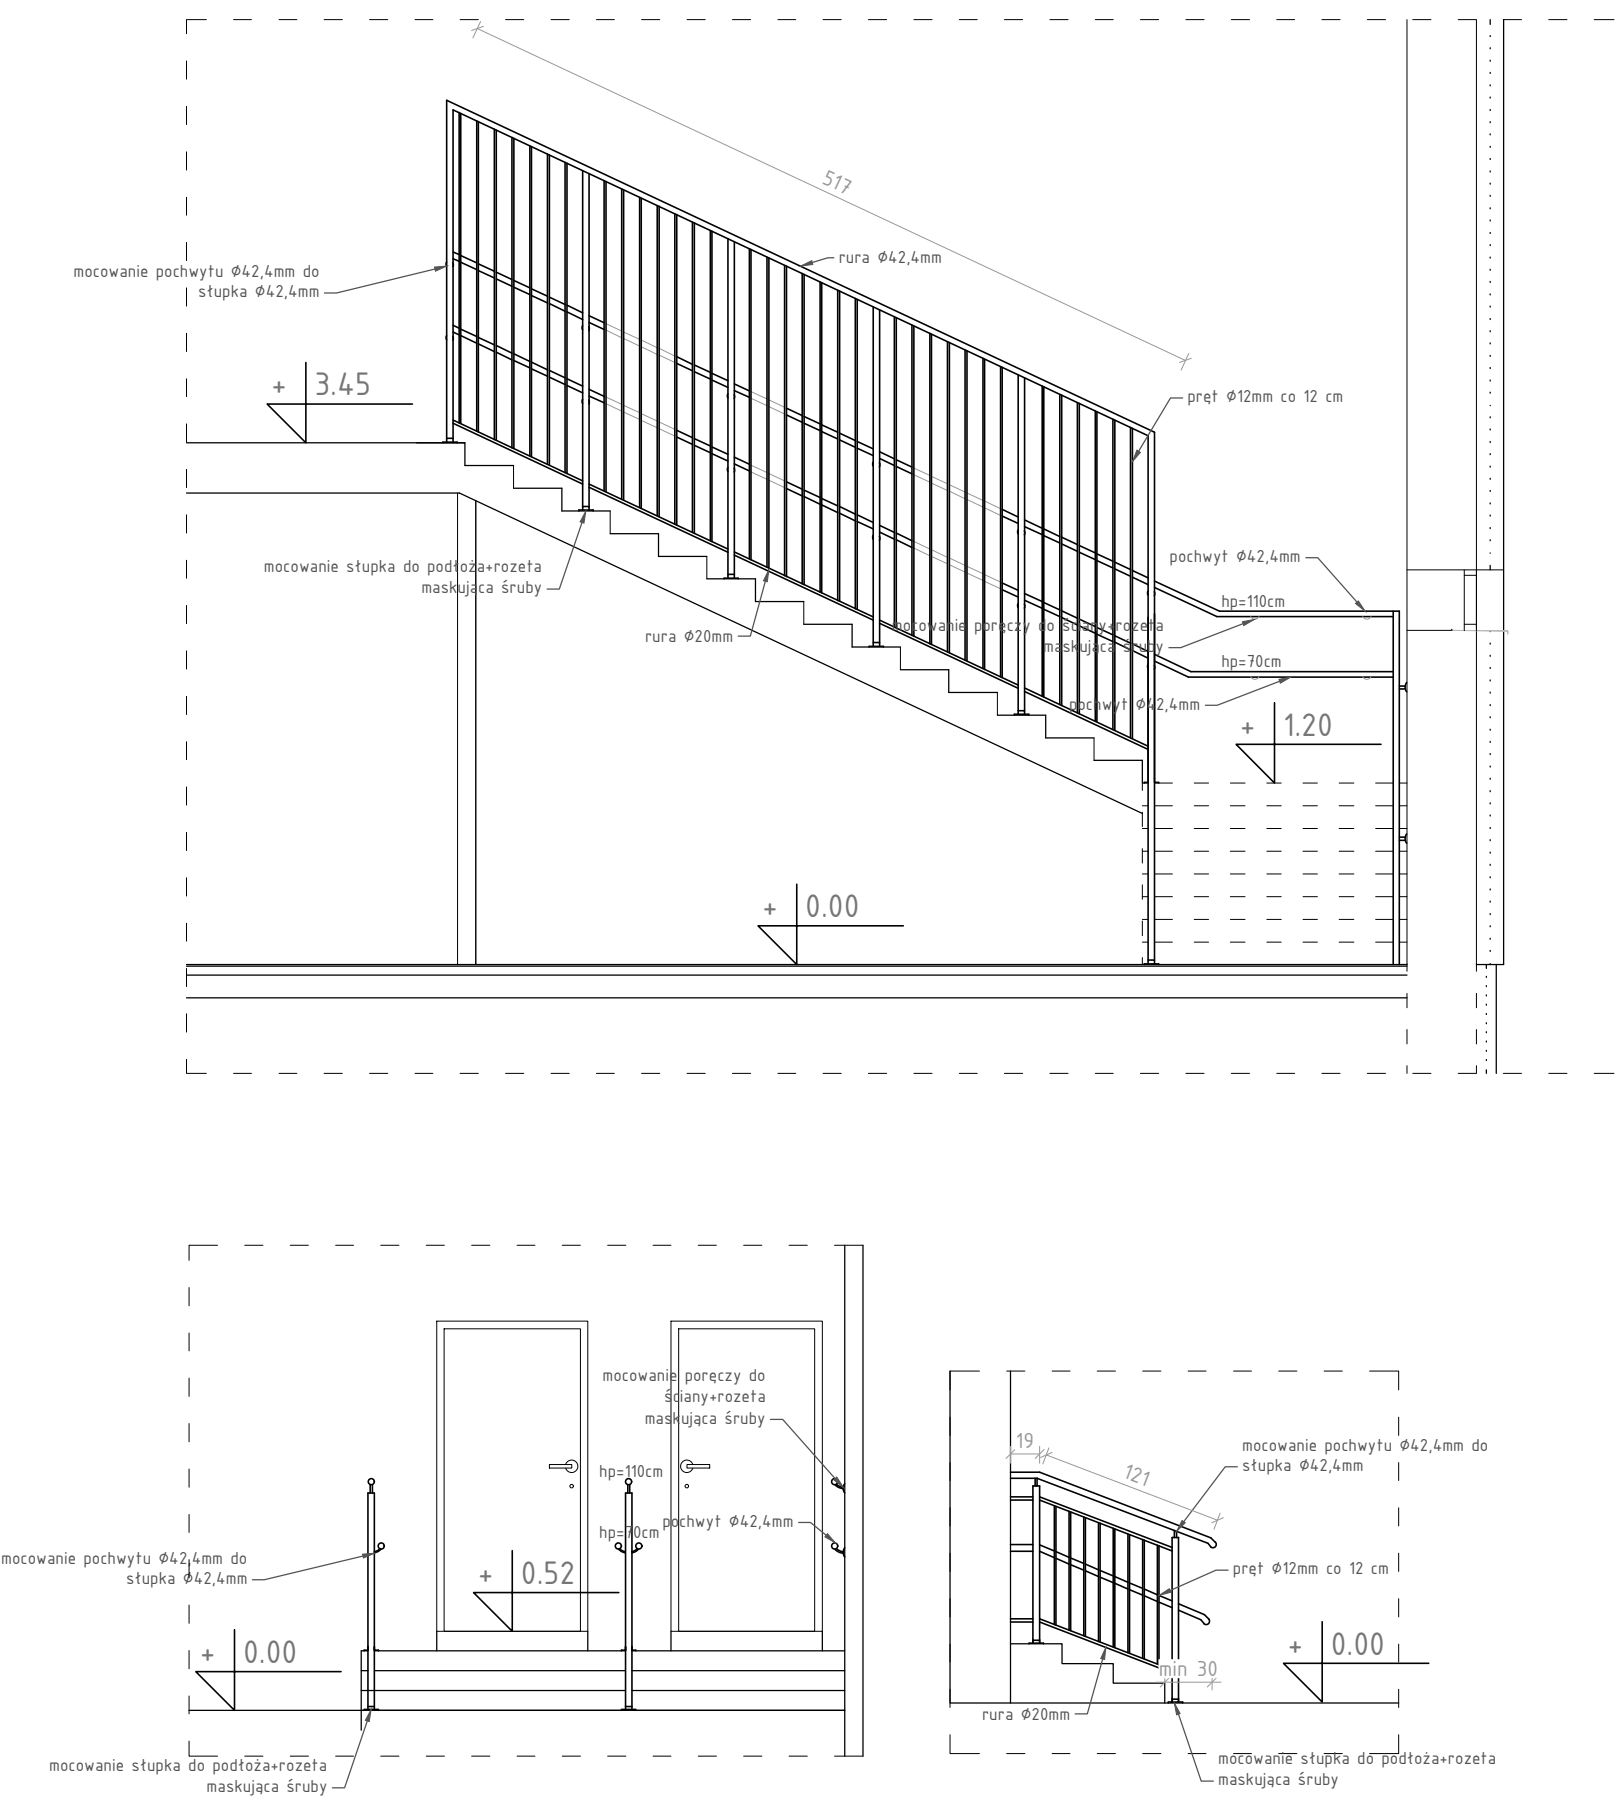 517
rura Ø42,4mm
mocowanie pochwytu Ø42,4mm do
słupka Ø42,4mm
+ 3.45
pręt Ø12mm co 12 cm
mocowanie słupka do podłoża+rozeta
maskująca śruby
rura Ø20mm
pochwyt Ø42,4mm
hp=110cm
mocowanie poręczy do ściany+rozeta
maskująca śruby
hp=70cm
pochwyt Ø42,4mm
+ 1.20
+ 0.00
mocowanie poręczy do
ściany+rozeta
maskująca śruby
hp=110cm
pochwyt Ø42,4mm
hp=70cm
mocowanie pochwytu Ø42,4mm do
słupka Ø42,4mm
+ 0.52
+ 0.00
mocowanie słupka do podłoża+rozeta
maskująca śruby
19
121
mocowanie pochwytu Ø42,4mm do
słupka Ø42,4mm
pręt Ø12mm co 12 cm
+ 0.00
min 30
rura Ø20mm
mocowanie słupka do podłoża+rozeta
maskująca śruby